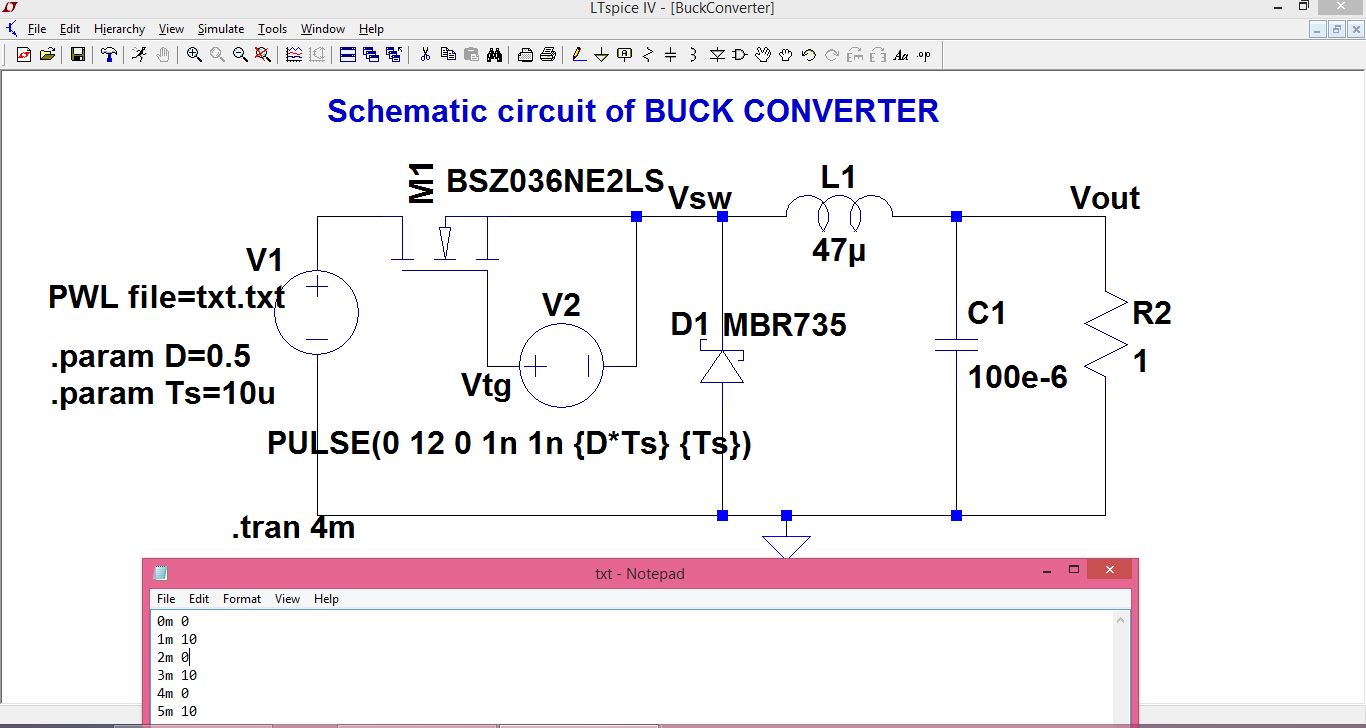 LTspice IV - [BuckConverter]
File Edit Hierarchy View Simulate Tools Window Help
Schematic circuit of BUCK CONVERTER
M1
BSZ036NE2LS
Vsw
L1
47µ
Vout
V1
PWL file=txt.txt
.param D=0.5
.param Ts=10u
V2
Vtg
PULSE(0 12 0 1n 1n {D*Ts} {Ts})
D1
MBR735
C1
100e-6
R2
1
.tran 4m
txt - Notepad
File Edit Format View Help
0m 0
1m 10
2m 0
3m 10
4m 0
5m 10